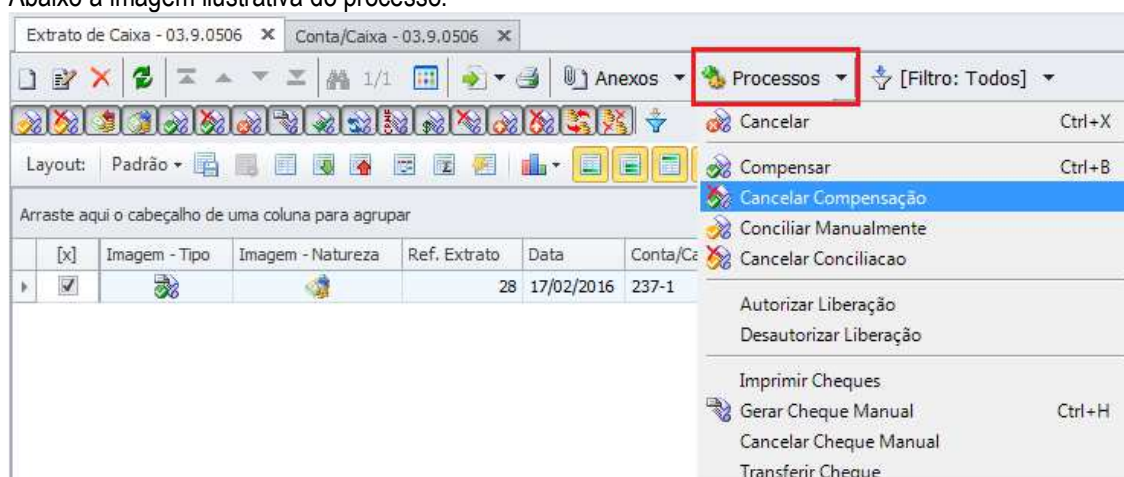 Abaixo a imagem ilustrativa do processo:
Extrato de Caixa - 03.9.0506 Conta/Caixa - 03.9.0506
1/1 Anexos Processos [Filtro: Todos]
Cancelar Ctrl+X
Layout: Padrão
Compensar Ctrl+B
Cancelar Compensação
Arraste aqui o cabeçalho de uma coluna para agrupar
Conciliar Manualmente
[x] Imagem - Tipo Imagem - Natureza Ref. Extrato Data
Cancelar Conciliacao
28 17/02/2016 237-1
Autorizar Liberação
Desautorizar Liberação
Imprimir Cheques
Gerar Cheque Manual Ctrl+H
Cancelar Cheque Manual
Transferir Cheque